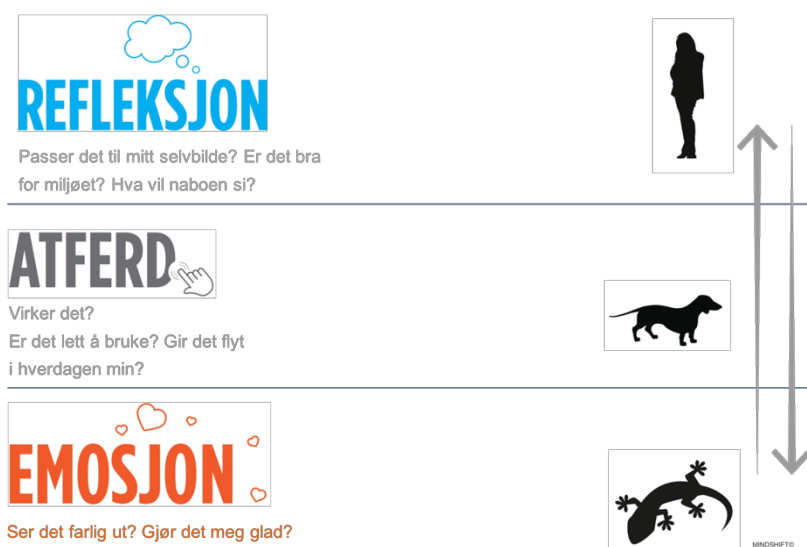 REFLEKSJON
Passer det til mitt selvbilde? Er det bra
for miljøet? Hva vil naboen si?
ATFERD
Virker det?
Er det lett å bruke? Gir det flyt
i hverdagen min?
EMOSJON
Ser det farlig ut? Gjør det meg glad?
MINDSHIFT©